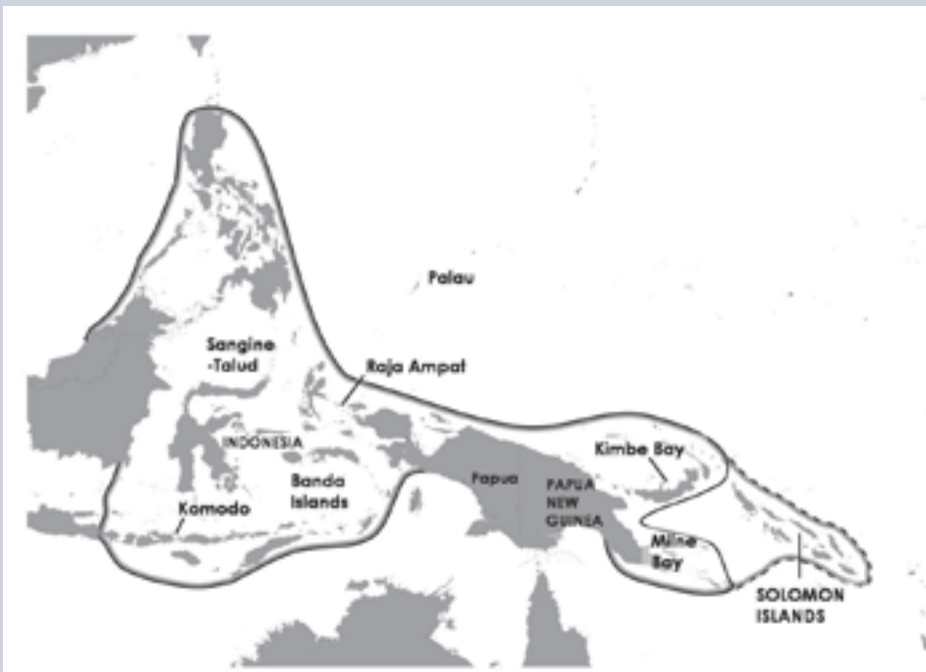 Palau
Sangine
-Talud
Raja Ampat
INDONESIA
Kimbe Bay
Banda
Islands
Papua
PAPUA
NEW
GUINEA
Komodo
Milne
Bay
SOLOMON
ISLANDS